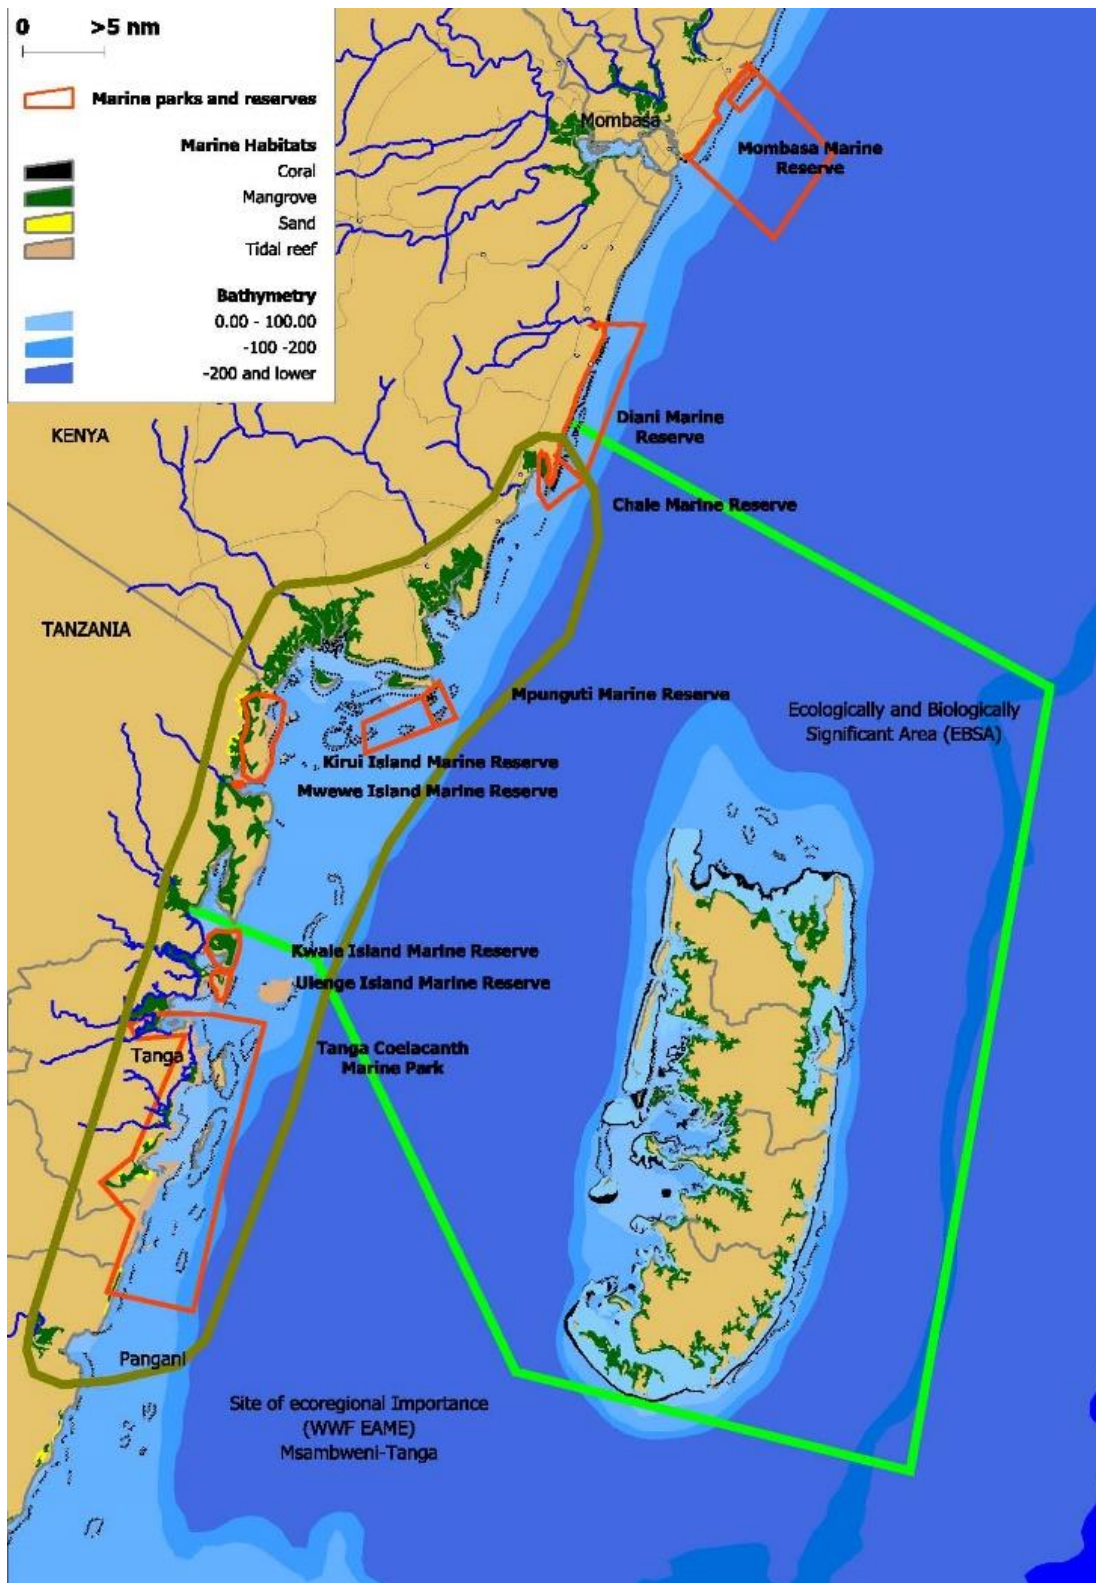 0 >5 nm
Marine parks and reserves
Marine Habitats
Coral
Mangrove
Sand
Tidal reef
Bathymetry
0.00 - 100.00
-100 -200
-200 and lower
Mombasa
Mombasa Marine
Reserve
KENYA
Diani Marine
Reserve
Chale Marine Reserve
TANZANIA
Mpunguti Marine Reserve
Ecologically and Biologically
Significant Area (EBSA)
Kirui Island Marine Reserve
Mwewe Island Marine Reserve
Kwale Island Marine Reserve
Ulenge Island Marine Reserve
Tanga
Tanga Coelacanth
Marine Park
Pangani
Site of ecoregional Importance
(WWF EAME)
Msambweni-Tanga